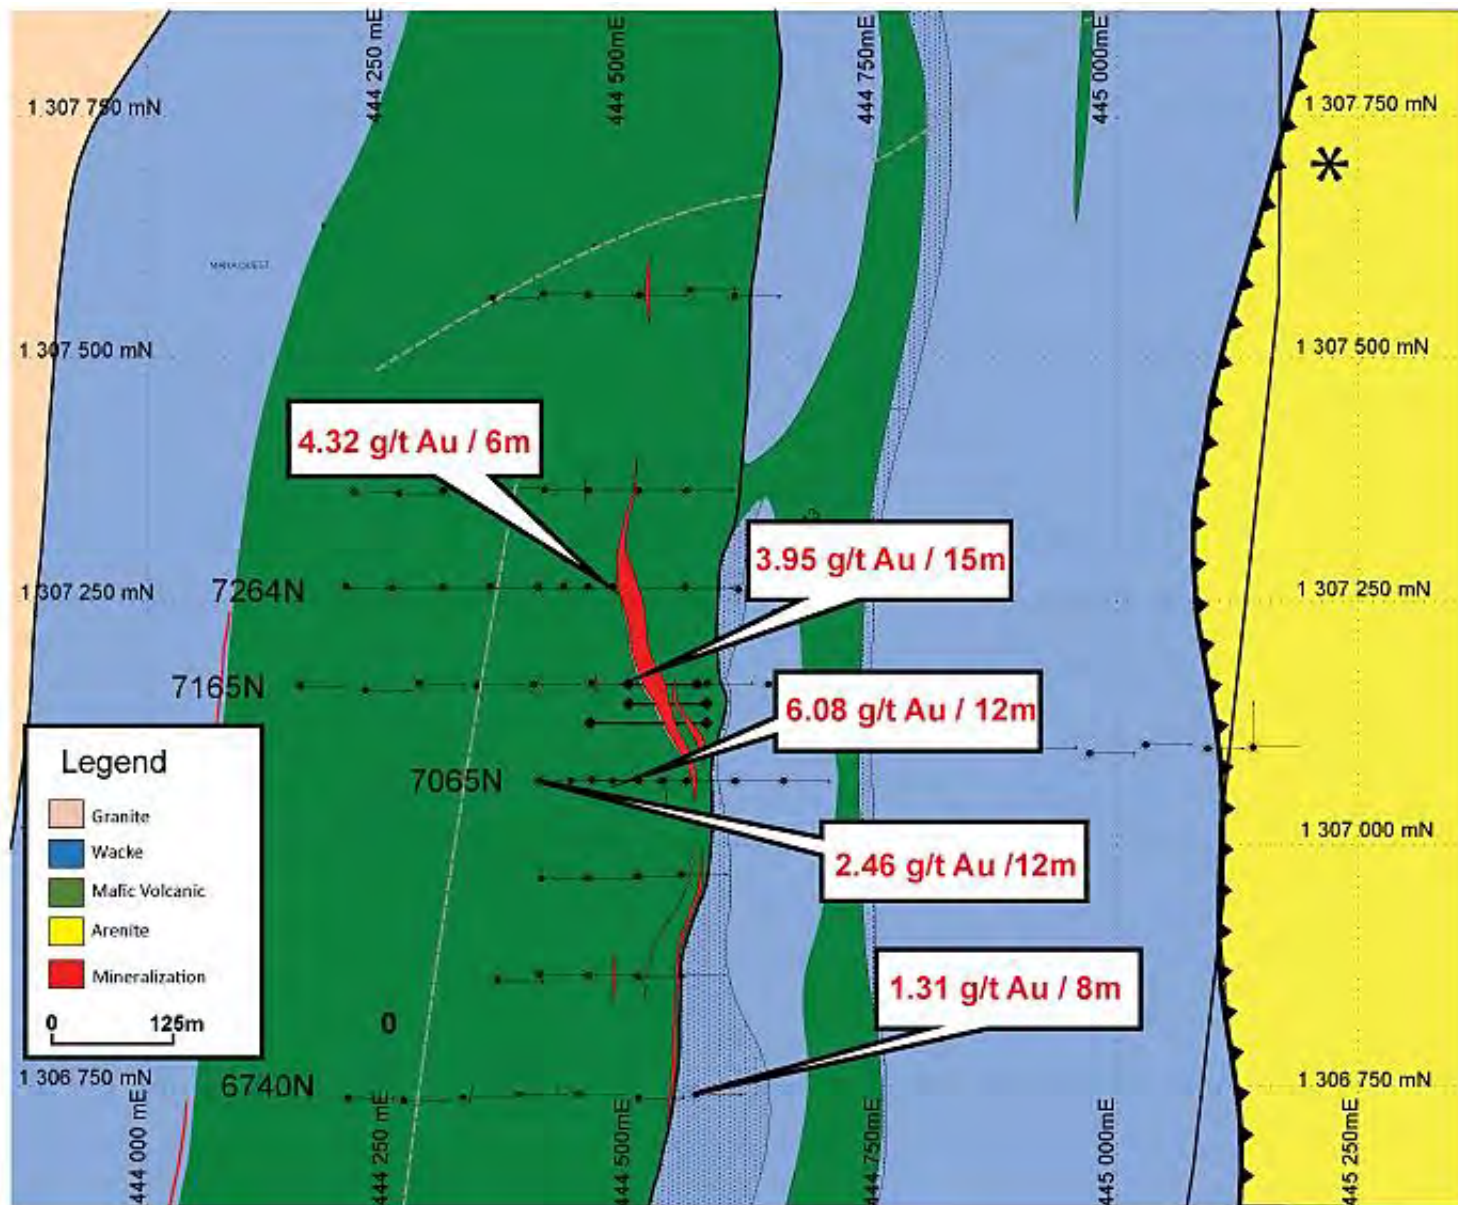 444 250 mE
444 500mE
444 750mE
445 000mE
1 307 750 mN
1 307 750 mN
1 307 500 mN
1 307 500 mN
4.32 g/t Au / 6m
3.95 g/t Au / 15m
1 307 250 mN
7264N
1 307 250 mN
7165N
6.08 g/t Au / 12m
7065N
Legend
Granite
Wacke
Mafic Volcanic
Arenite
Mineralization
0
125m
1 307 000 mN
2.46 g/t Au /12m
1.31 g/t Au / 8m
0
1 306 750 mN
6740N
1 306 750 mN
444 000 mE
444 250 mE
444 500mE
444 750mE
445 000mE
445 250mE